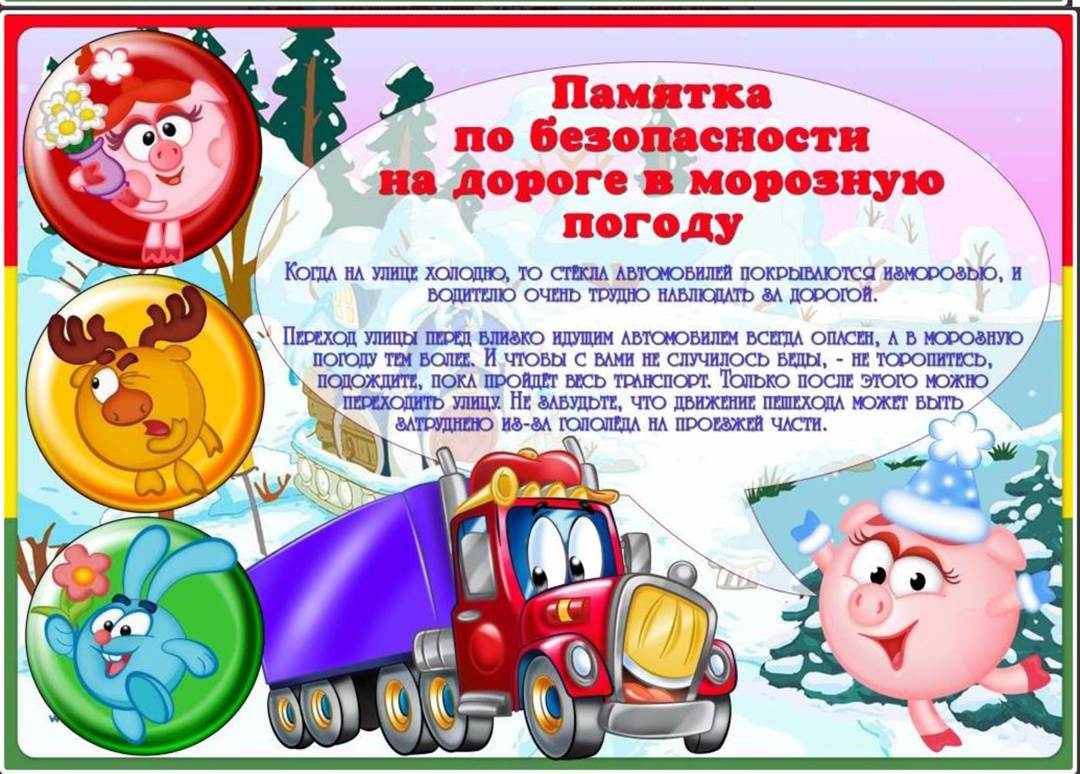 Памятка
по безопасности
на дороге в морозную
погоду
Когда на улице холодно, то стёкла автомобилей покрываются изморозью, и
водителю очень трудно наблюдать за дорогой.
Переход улицы перед близко идущим автомобилем всегда опасен, а в морозную
погоду тем более. И чтобы с вами не случилось беды, - не торопитесь,
подождите, пока пройдёт весь транспорт. Только после этого можно
переходить улицу. Не забудьте, что движение пешехода может быть
затруднено из-за гололёда на проезжей части.